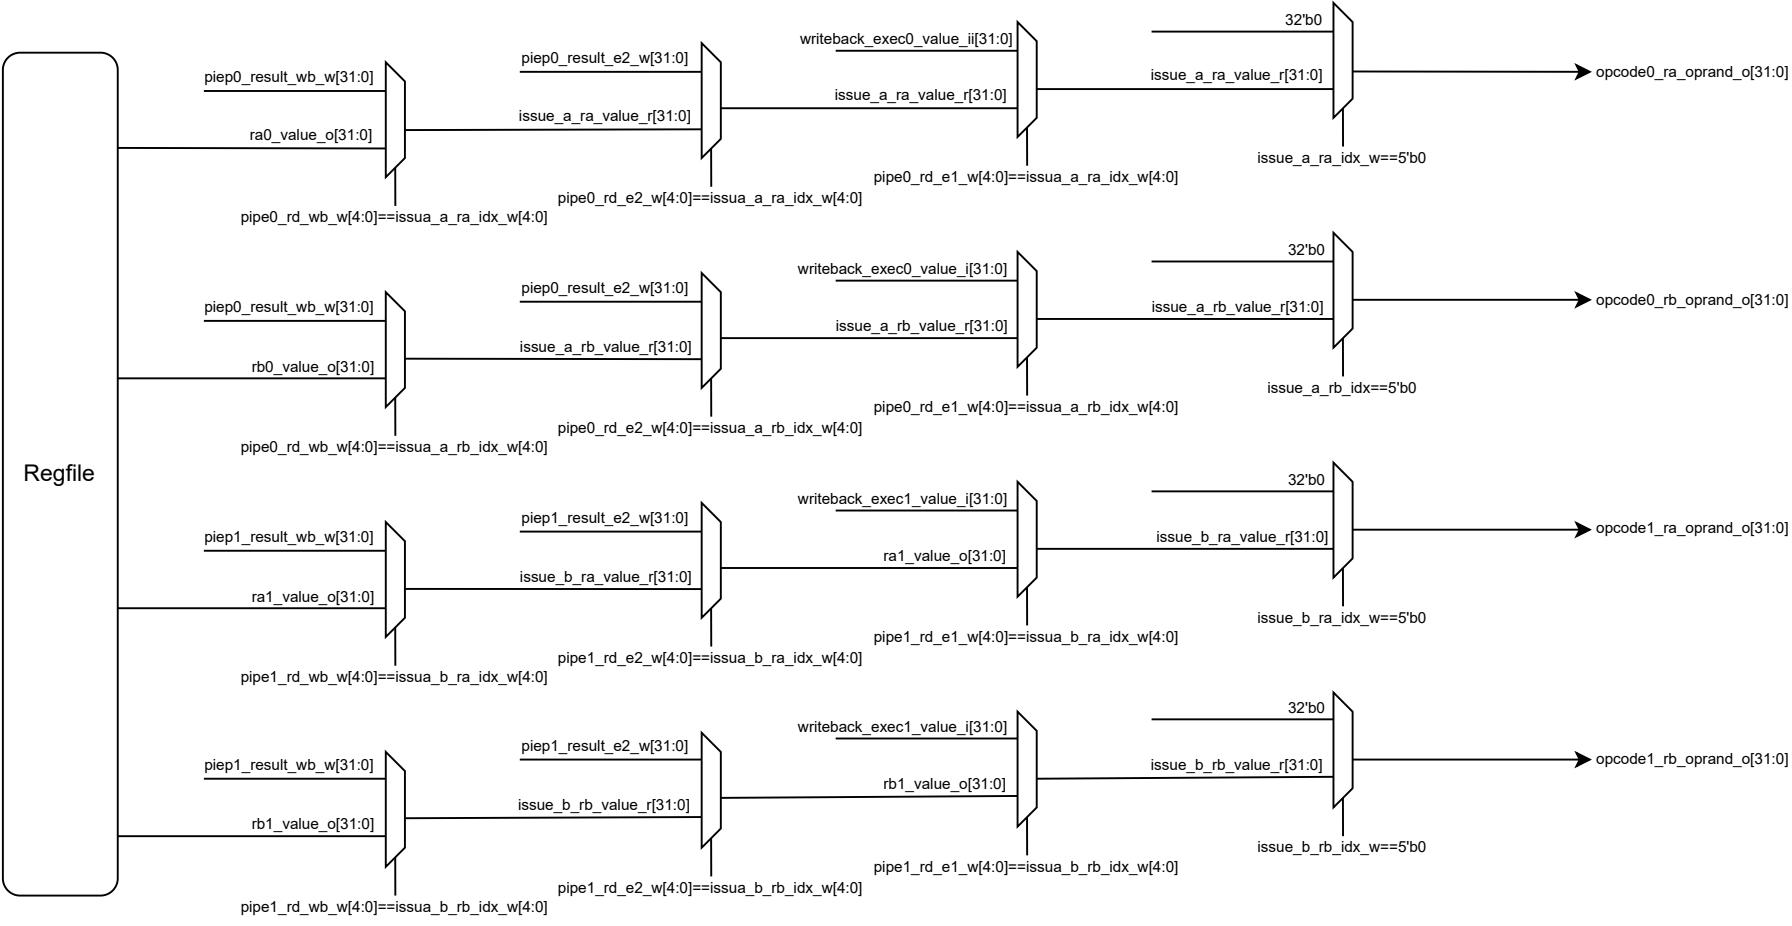 32'b0
writeback_exec0_value_ii[31:0]
piep0_result_e2_w[31:0]
piep0_result_wb_w[31:0]
issue_a_ra_value_r[31:0]
opcode0_ra_oprand_o[31:0]
issue_a_ra_value_r[31:0]
issue_a_ra_value_r[31:0]
ra0_value_o[31:0]
issue_a_ra_idx_w==5'b0
pipe0_rd_e1_w[4:0]==issua_a_ra_idx_w[4:0]
pipe0_rd_e2_w[4:0]==issua_a_ra_idx_w[4:0]
pipe0_rd_wb_w[4:0]==issua_a_ra_idx_w[4:0]
32'b0
writeback_exec0_value_i[31:0]
piep0_result_e2_w[31:0]
piep0_result_wb_w[31:0]
issue_a_rb_value_r[31:0]
opcode0_rb_oprand_o[31:0]
issue_a_rb_value_r[31:0]
issue_a_rb_value_r[31:0]
rb0_value_o[31:0]
issue_a_rb_idx==5'b0
pipe0_rd_e1_w[4:0]==issua_a_rb_idx_w[4:0]
pipe0_rd_e2_w[4:0]==issua_a_rb_idx_w[4:0]
pipe0_rd_wb_w[4:0]==issua_a_rb_idx_w[4:0]
Regfile
32'b0
writeback_exec1_value_i[31:0]
piep1_result_e2_w[31:0]
piep1_result_wb_w[31:0]
issue_b_ra_value_r[31:0]
opcode1_ra_oprand_o[31:0]
ra1_value_o[31:0]
issue_b_ra_value_r[31:0]
ra1_value_o[31:0]
issue_b_ra_idx_w==5'b0
pipe1_rd_e1_w[4:0]==issua_b_ra_idx_w[4:0]
pipe1_rd_e2_w[4:0]==issua_b_ra_idx_w[4:0]
pipe1_rd_wb_w[4:0]==issua_b_ra_idx_w[4:0]
32'b0
writeback_exec1_value_i[31:0]
piep1_result_e2_w[31:0]
piep1_result_wb_w[31:0]
issue_b_rb_value_r[31:0]
opcode1_rb_oprand_o[31:0]
rb1_value_o[31:0]
issue_b_rb_value_r[31:0]
rb1_value_o[31:0]
issue_b_rb_idx_w==5'b0
pipe1_rd_e1_w[4:0]==issua_b_rb_idx_w[4:0]
pipe1_rd_e2_w[4:0]==issua_b_rb_idx_w[4:0]
pipe1_rd_wb_w[4:0]==issua_b_rb_idx_w[4:0]